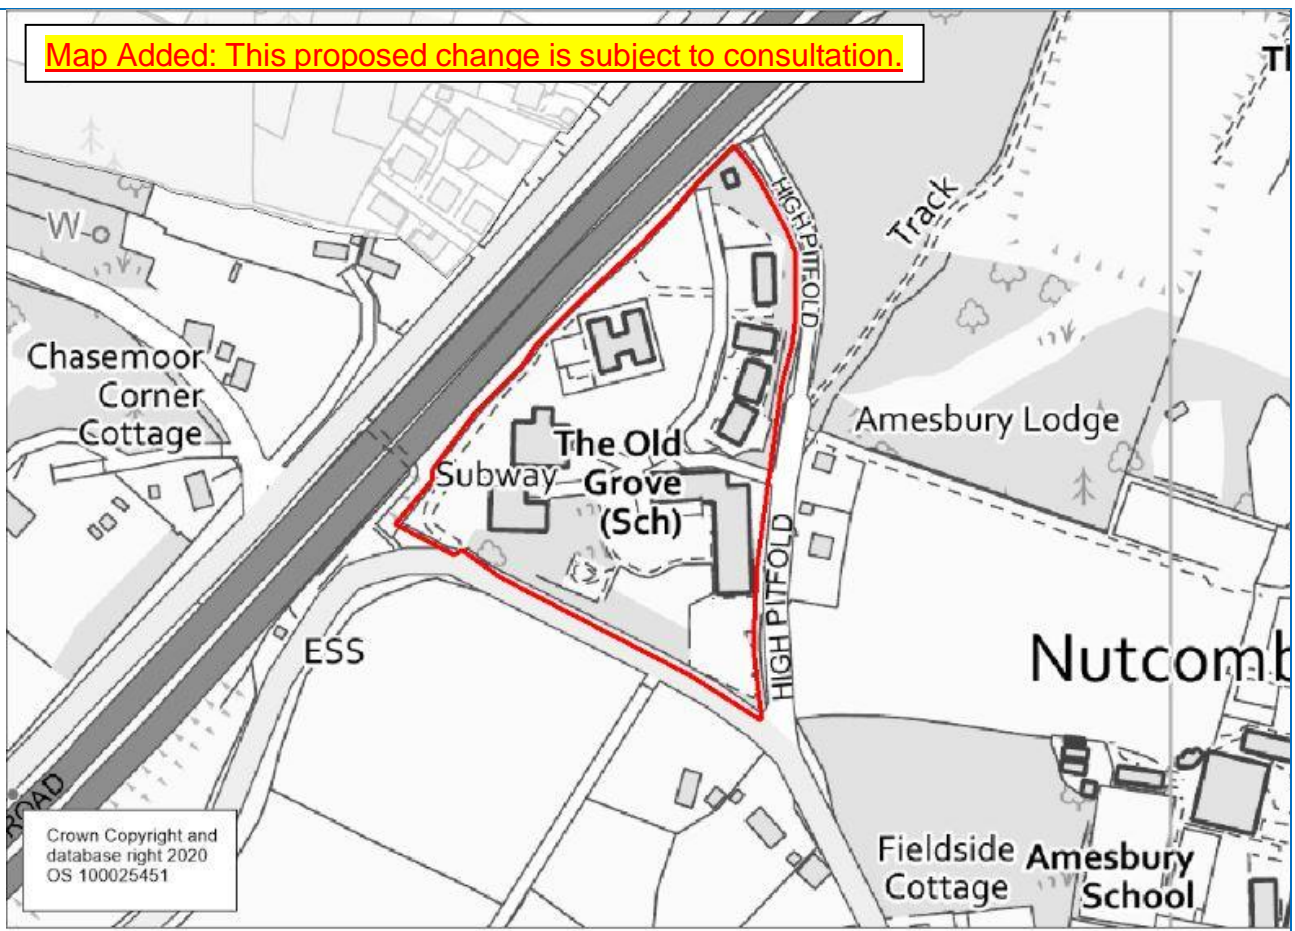 Map Added: This proposed change is subject to consultation.
HIGH PITFOLD
Track
W
Chasemoor
Corner
Cottage
Amesbury Lodge
Subway
The Old
Grove
(Sch)
HIGH PITFOLD
ESS
Nutcomb
ROAD
Crown Copyright and
database right 2020
OS 100025451
Fieldside
Cottage
Amesbury
School